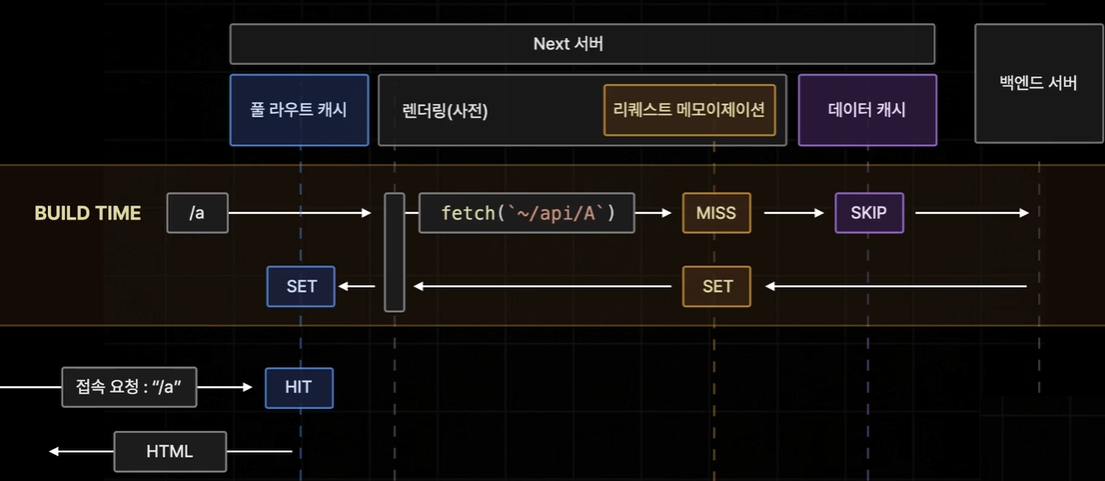 Next 서버
백엔드 서버
풀 라우트 캐시
렌더링(사전)
리퀘스트 메모이제이션
데이터 캐시
BUILD TIME
/a
fetch(`~/api/A`)
MISS
SKIP
SET
SET
접속 요청 : “/a”
HIT
HTML